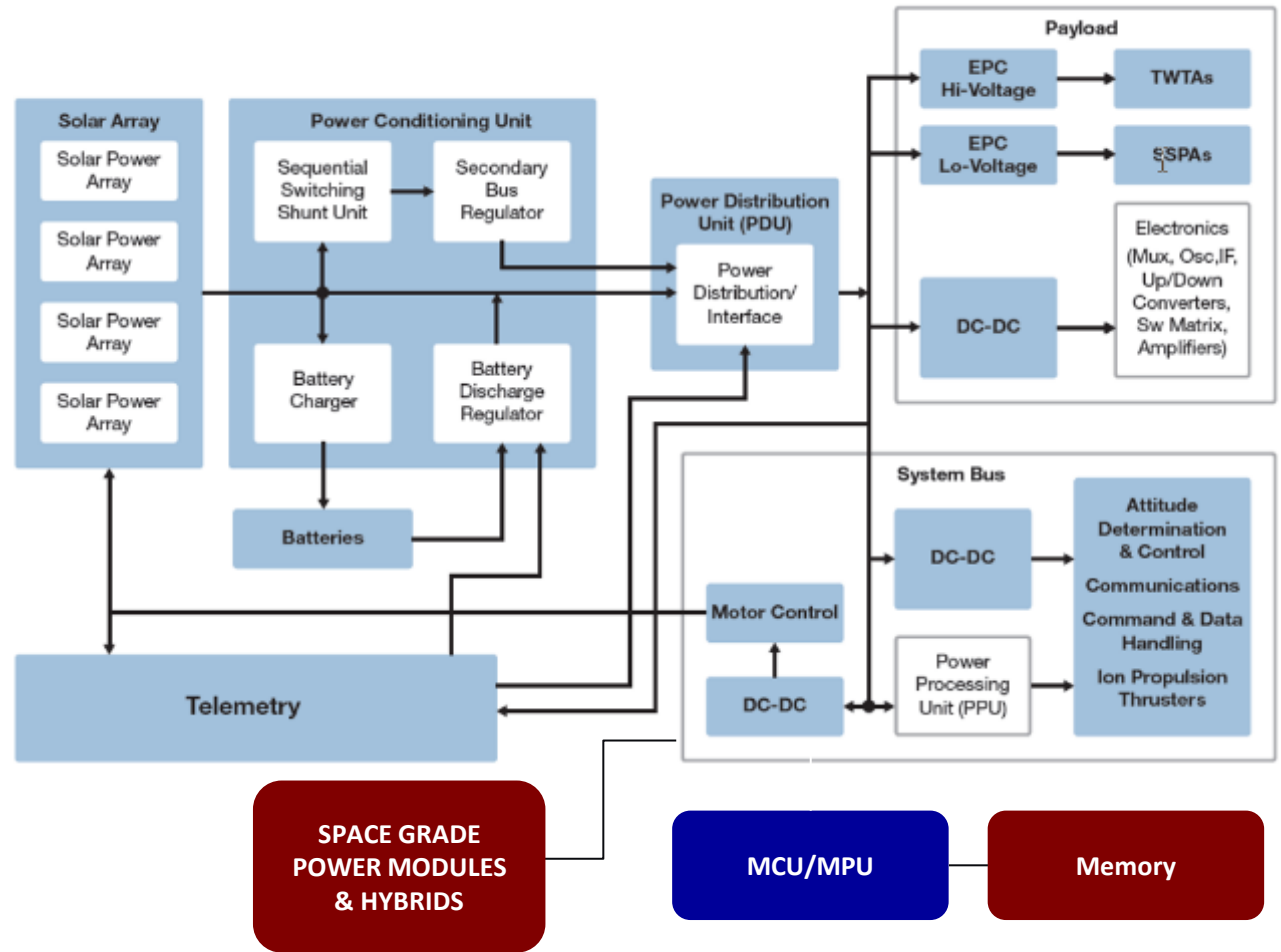 Solar Array
Solar Power
Array
Solar Power
Array
Solar Power
Array
Solar Power
Array
Power Conditioning Unit
Sequential
Switching
Shunt Unit
Secondary
Bus
Regulator
Battery
Charger
Battery
Discharge
Regulator
Batteries
Power Distribution
Unit (PDU)
Power
Distribution/
Interface
Payload
EPC
Hi-Voltage
TWTAs
EPC
Lo-Voltage
SSPAs
DC-DC
Electronics
(Mux, Osc,IF,
Up/Down
Converters,
Sw Matrix,
Amplifiers)
System Bus
DC-DC
Attitude
Determination
& Control
Communications
Command & Data
Handling
Ion Propulsion
Thrusters
Motor Control
DC-DC
Power
Processing
Unit (PPU)
Telemetry
SPACE GRADE
POWER MODULES
& HYBRIDS
MCU/MPU
Memory